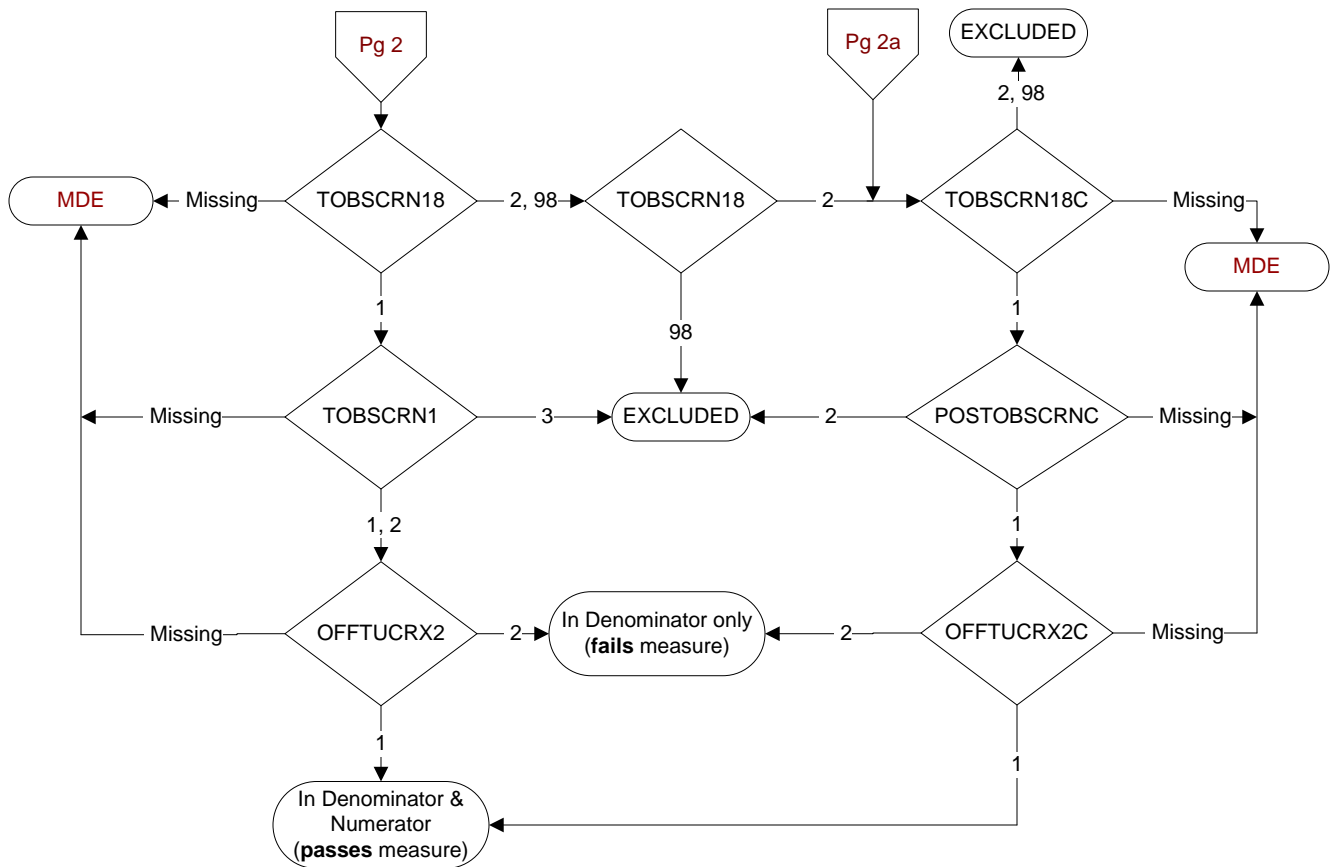 Pg 2
Pg 2a
EXCLUDED
2, 98
MDE
Missing
TOBSCRN18
2, 98
TOBSCRN18
2
TOBSCRN18C
Missing
MDE
1
98
1
Missing
TOBSCRN1
3
EXCLUDED
2
POSTOBSCRNC
Missing
1, 2
1
Missing
OFFTUCRX2
2
In Denominator only
(fails measure)
2
OFFTUCRX2C
Missing
1
1
In Denominator &
Numerator
(passes measure)